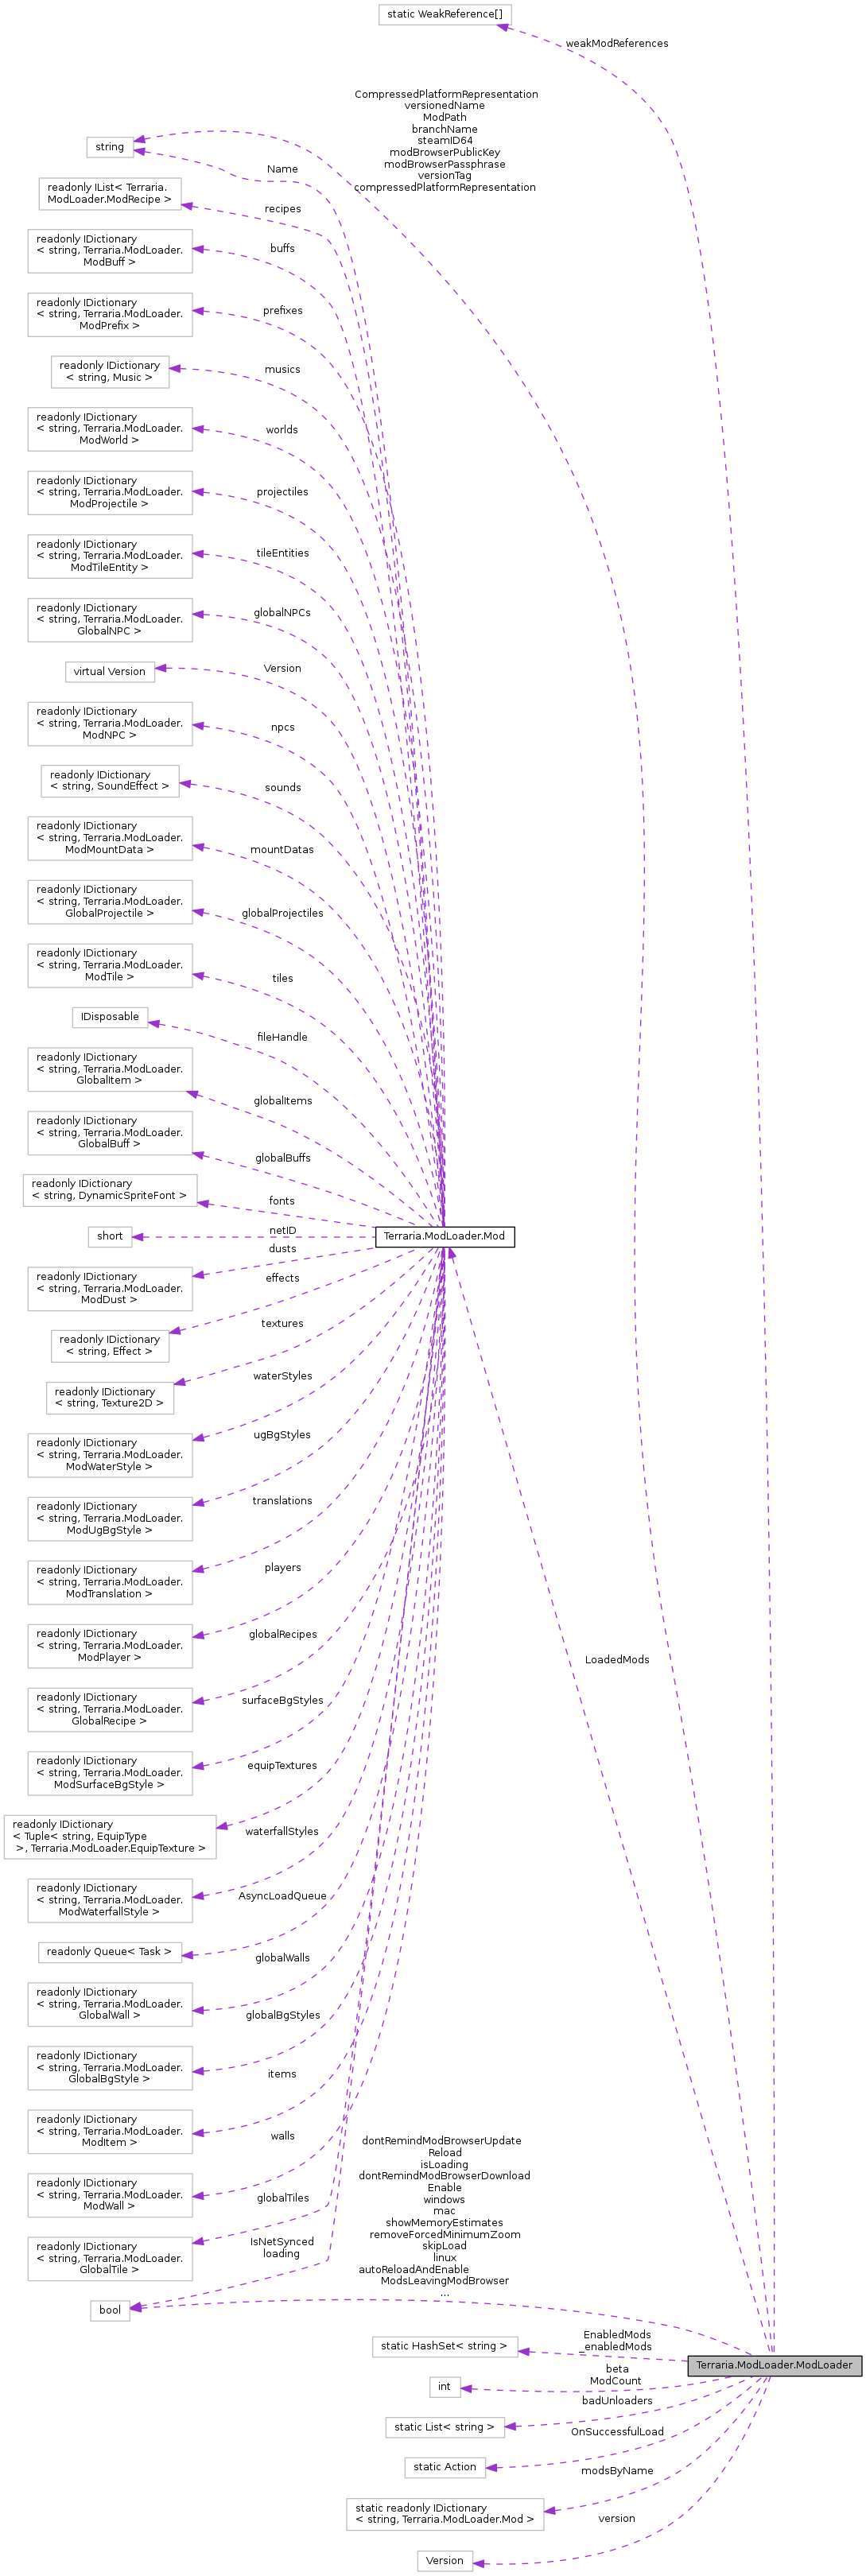 static WeakReference[]
weakModReferences
CompressedPlatformRepresentation
versionedName
ModPath
branchName
steamID64
modBrowserPublicKey
modBrowserPassphrase
versionTag
compressedPlatformRepresentation
string
Name
readonly IList< Terraria.
ModLoader.ModRecipe >
recipes
readonly IDictionary
< string, Terraria.ModLoader.
ModBuff >
buffs
readonly IDictionary
< string, Terraria.ModLoader.
ModPrefix >
prefixes
readonly IDictionary
< string, Music >
musics
readonly IDictionary
< string, Terraria.ModLoader.
ModWorld >
worlds
readonly IDictionary
< string, Terraria.ModLoader.
ModProjectile >
projectiles
readonly IDictionary
< string, Terraria.ModLoader.
ModTileEntity >
tileEntities
readonly IDictionary
< string, Terraria.ModLoader.
GlobalNPC >
globalNPCs
virtual Version
Version
readonly IDictionary
< string, Terraria.ModLoader.
ModNPC >
npcs
readonly IDictionary
< string, SoundEffect >
sounds
readonly IDictionary
< string, Terraria.ModLoader.
ModMountData >
mountDatas
readonly IDictionary
< string, Terraria.ModLoader.
GlobalProjectile >
globalProjectiles
readonly IDictionary
< string, Terraria.ModLoader.
ModTile >
tiles
IDisposable
fileHandle
readonly IDictionary
< string, Terraria.ModLoader.
GlobalItem >
globalItems
readonly IDictionary
< string, Terraria.ModLoader.
GlobalBuff >
globalBuffs
readonly IDictionary
< string, DynamicSpriteFont >
fonts
short
netID
Terraria.ModLoader.Mod
dusts
readonly IDictionary
< string, Terraria.ModLoader.
ModDust >
effects
readonly IDictionary
< string, Effect >
textures
readonly IDictionary
< string, Texture2D >
waterStyles
readonly IDictionary
< string, Terraria.ModLoader.
ModWaterStyle >
ugBgStyles
readonly IDictionary
< string, Terraria.ModLoader.
ModUgBgStyle >
translations
readonly IDictionary
< string, Terraria.ModLoader.
ModTranslation >
players
readonly IDictionary
< string, Terraria.ModLoader.
ModPlayer >
globalRecipes
LoadedMods
readonly IDictionary
< string, Terraria.ModLoader.
GlobalRecipe >
surfaceBgStyles
readonly IDictionary
< string, Terraria.ModLoader.
ModSurfaceBgStyle >
equipTextures
readonly IDictionary
< Tuple< string, EquipType
>, Terraria.ModLoader.EquipTexture >
waterfallStyles
readonly IDictionary
< string, Terraria.ModLoader.
ModWaterfallStyle >
AsyncLoadQueue
readonly Queue< Task >
globalWalls
readonly IDictionary
< string, Terraria.ModLoader.
GlobalWall >
globalBgStyles
readonly IDictionary
< string, Terraria.ModLoader.
GlobalBgStyle >
items
readonly IDictionary
< string, Terraria.ModLoader.
ModItem >
walls
readonly IDictionary
< string, Terraria.ModLoader.
ModWall >
globalTiles
readonly IDictionary
< string, Terraria.ModLoader.
GlobalTile >
IsNetSynced
loading
bool
dontRemindModBrowserUpdate
Reload
isLoading
dontRemindModBrowserDownload
Enable
windows
mac
showMemoryEstimates
removeForcedMinimumZoom
skipLoad
linux
autoReloadAndEnable
ModsLeavingModBrowser
...
static HashSet< string >
EnabledMods
_enabledMods
Terraria.ModLoader.ModLoader
int
beta
ModCount
static List< string >
badUnloaders
static Action
OnSuccessfulLoad
static readonly IDictionary
< string, Terraria.ModLoader.Mod >
modsByName
Version
version